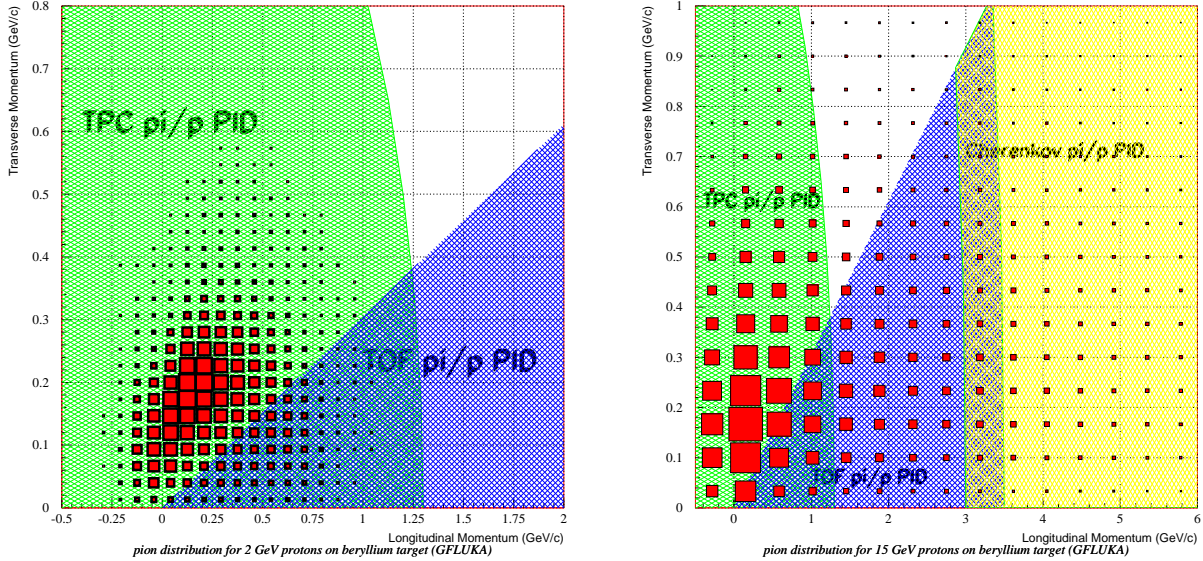 Transverse Momentum (GeV/c)
0.8
0.7
0.6
0.5
0.4
0.3
0.2
0.1
0
TPC pi/p PID
TOF pi/p PID
-0.5 -0.25 0 0.25 0.5 0.75 1 1.25 1.5 1.75 2
Longitudinal Momentum (GeV/c)
pion distribution for 2 GeV protons on beryllium target (GFLUKA)
Transverse Momentum (GeV/c)
1
0.9
0.8
0.7
0.6
0.5
0.4
0.3
0.2
0.1
0
Cherenkov pi/p PID
TPC pi/p PID
TOF pi/p PID
0 1 2 3 4 5 6
Longitudinal Momentum (GeV/c)
pion distribution for 15 GeV protons on beryllium target (GFLUKA)